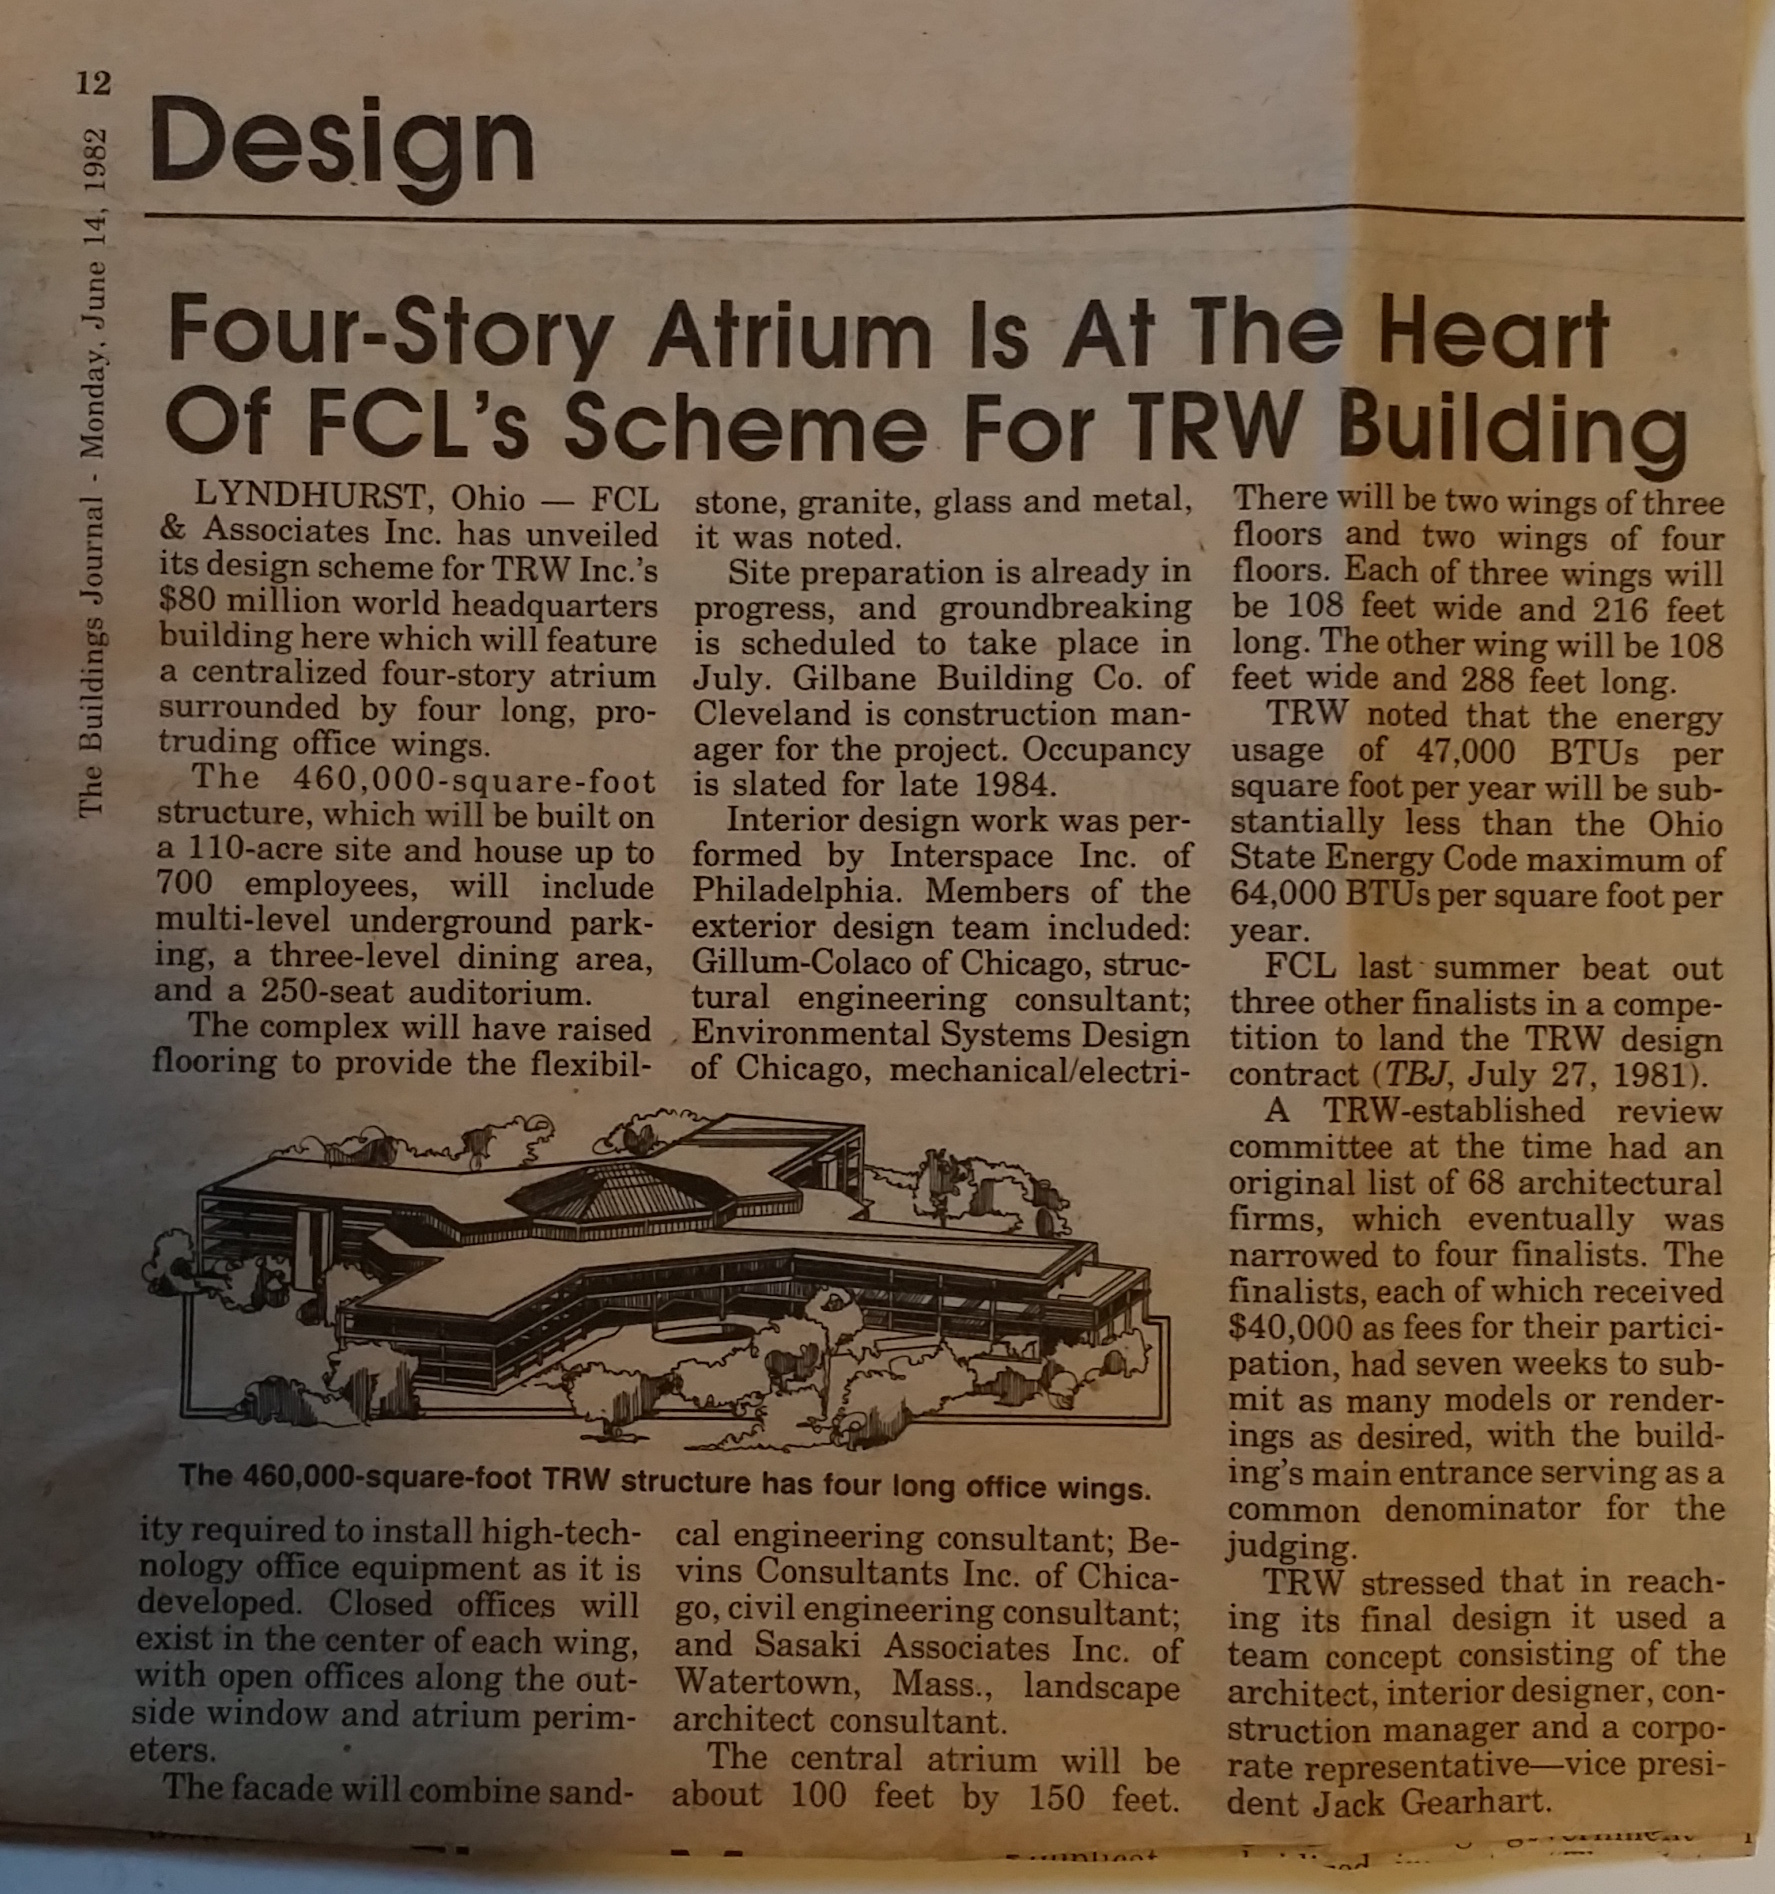 12
The Buildings Journal - Monday, June 14, 1982
Design
Four-Story Atrium Is At The Heart
Of FCL's Scheme For TRW Building
LYNDHURST, Ohio — FCL
& Associates Inc. has unveiled
its design scheme for TRW Inc.'s
$80 million world headquarters
building here which will feature
a centralized four-story atrium
surrounded by four long, pro-
truding office wings.
The 460,000-square-foot
structure, which will be built on
a 110-acre site and house up to
700 employees, will include
multi-level underground park-
ing, a three-level dining area,
and a 250-seat auditorium.
The complex will have raised
flooring to provide the flexibil-
ity required to install high-tech-
nology office equipment as it is
developed. Closed offices will
exist in the center of each wing,
with open offices along the out-
side window and atrium perim-
eters.
The facade will combine sand-
stone, granite, glass and metal,
it was noted.
Site preparation is already in
progress, and groundbreaking
is scheduled to take place in
July. Gilbane Building Co. of
Cleveland is construction man-
ager for the project. Occupancy
is slated for late 1984.
Interior design work was per-
formed by Interspace Inc. of
Philadelphia. Members of the
exterior design team included:
Gillum-Colaco of Chicago, struc-
tural engineering consultant;
Environmental Systems Design
of Chicago, mechanical/electri-
cal engineering consultant; Be-
vins Consultants Inc. of Chica-
go, civil engineering consultant;
and Sasaki Associates Inc. of
Watertown, Mass., landscape
architect consultant.
The central atrium will be
about 100 feet by 150 feet.
There will be two wings of three
floors and two wings of four
floors. Each of three wings will
be 108 feet wide and 216 feet
long. The other wing will be 108
feet wide and 288 feet long.
TRW noted that the energy
usage of 47,000 BTUs per
square foot per year will be sub-
stantially less than the Ohio
State Energy Code maximum of
64,000 BTUs per square foot per
year.
FCL last summer beat out
three other finalists in a compe-
tition to land the TRW design
contract (TBJ, July 27, 1981).
A TRW-established review
committee at the time had an
original list of 68 architectural
firms, which eventually was
narrowed to four finalists. The
finalists, each of which received
$40,000 as fees for their partici-
pation, had seven weeks to sub-
mit as many models or render-
ings as desired, with the build-
ing's main entrance serving as a
common denominator for the
judging.
TRW stressed that in reach-
ing its final design it used a
team concept consisting of the
architect, interior designer, con-
struction manager and a corpo-
rate representative—vice presi-
dent Jack Gearhart.
The 460,000-square-foot TRW structure has four long office wings.